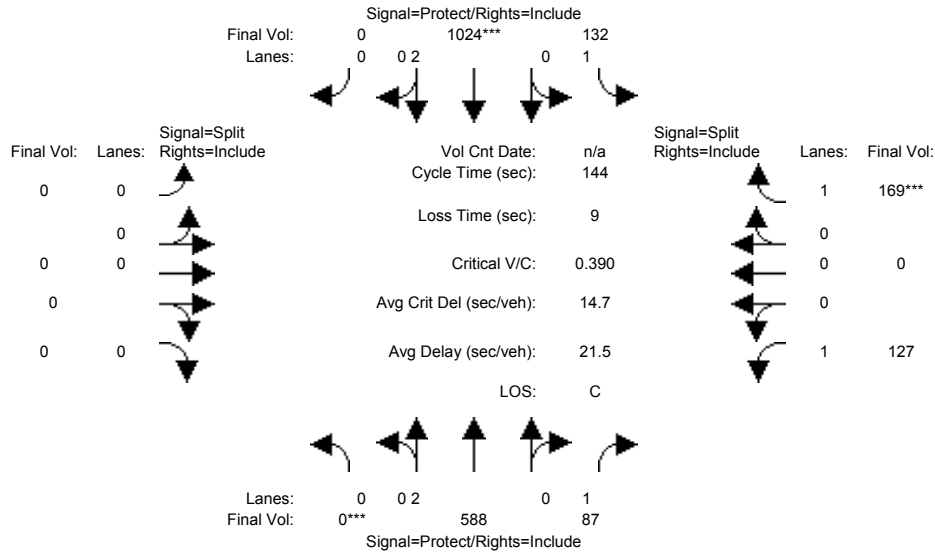 Signal=Protect/Rights=Include
Final Vol: 0 1024*** 132
Lanes: 0 0 2 0 1
Signal=Split Signal=Split
Final Vol: Lanes: Rights=Include Vol Cnt Date: n/a Rights=Include Lanes: Final Vol:
Cycle Time (sec): 144
0 0 1 169***
Loss Time (sec): 9
0 0
0 0 Critical V/C: 0.390 0 0
0 Avg Crit Del (sec/veh): 14.7 0
0 0 Avg Delay (sec/veh): 21.5 1 127
LOS: C
Lanes: 0 0 2 0 1
Final Vol: 0*** 588 87
Signal=Protect/Rights=Include